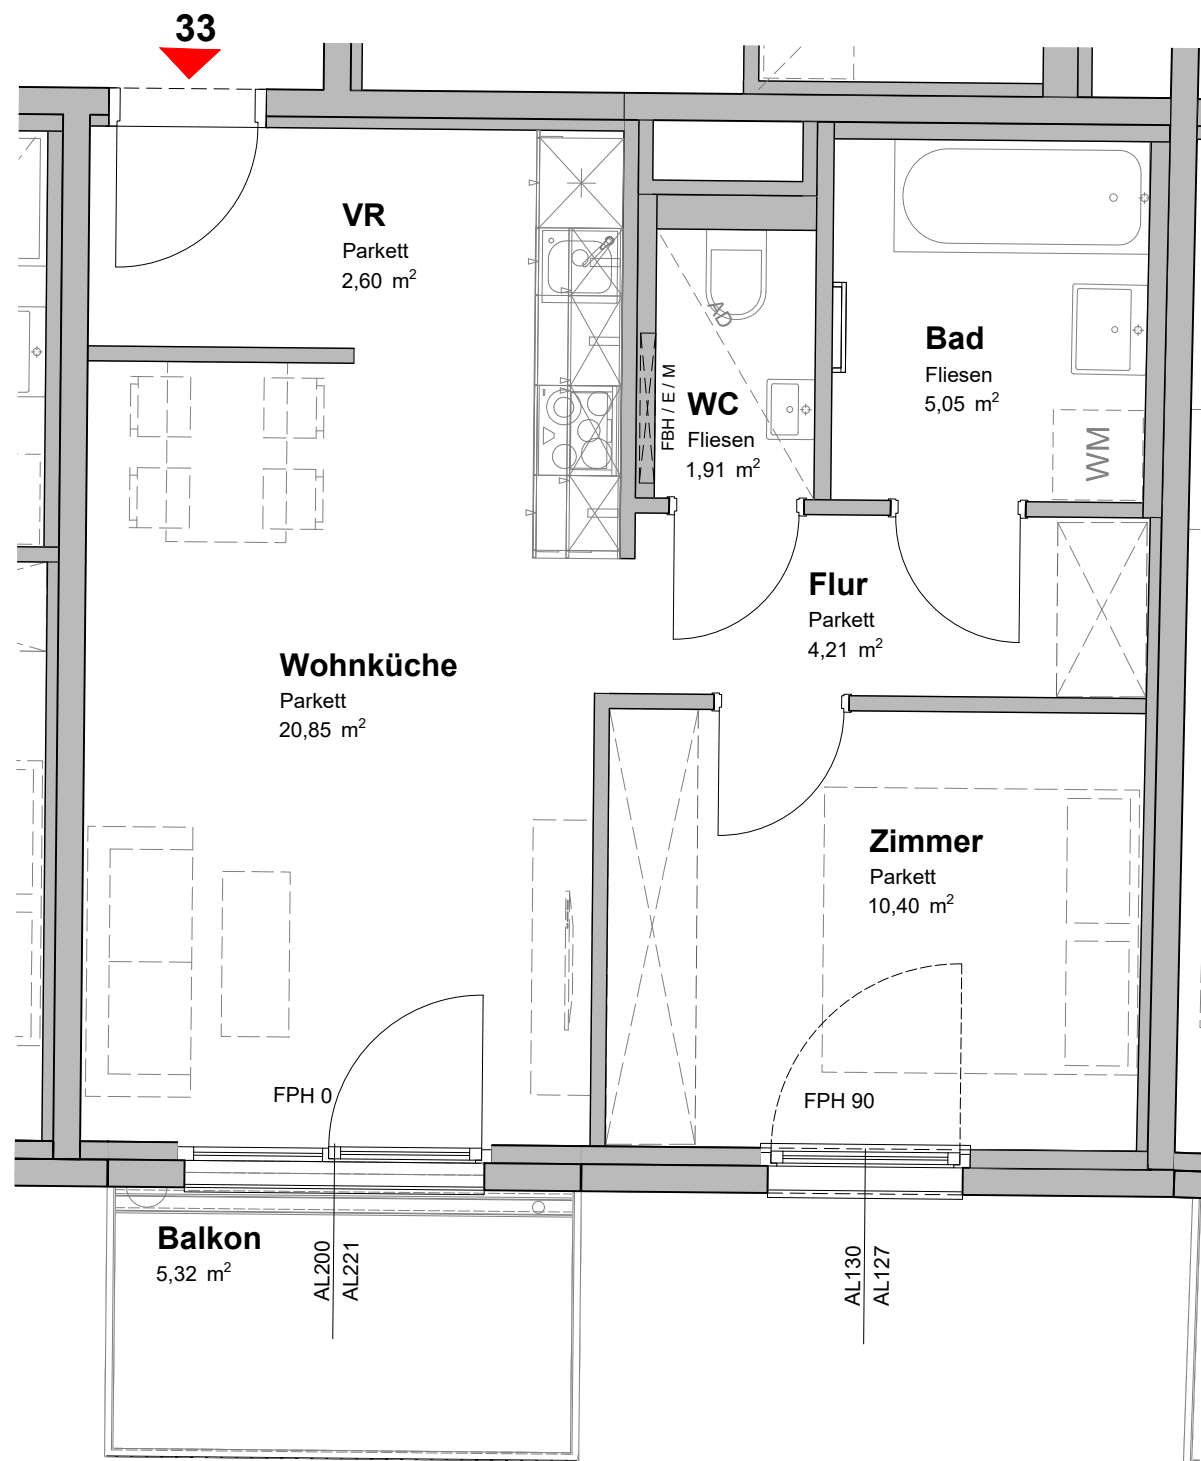 33
VR
Parkett
2,60 m²
Bad
Fliesen
5,05 m²
AD
FBH / E / M
WC
Fliesen
1,91 m²
WM
Flur
Parkett
4,21 m²
Wohnküche
Parkett
20,85 m²
Zimmer
Parkett
10,40 m²
FPH 0
FPH 90
Balkon
5,32 m²
AL200
AL221
AL130
AL127